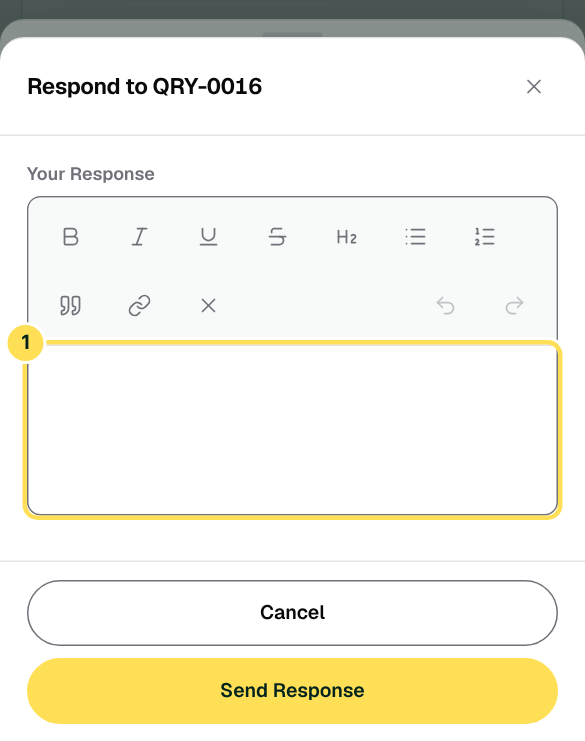 Respond to QRY-0016
Your Response
B I U S H2
1
Cancel
Send Response